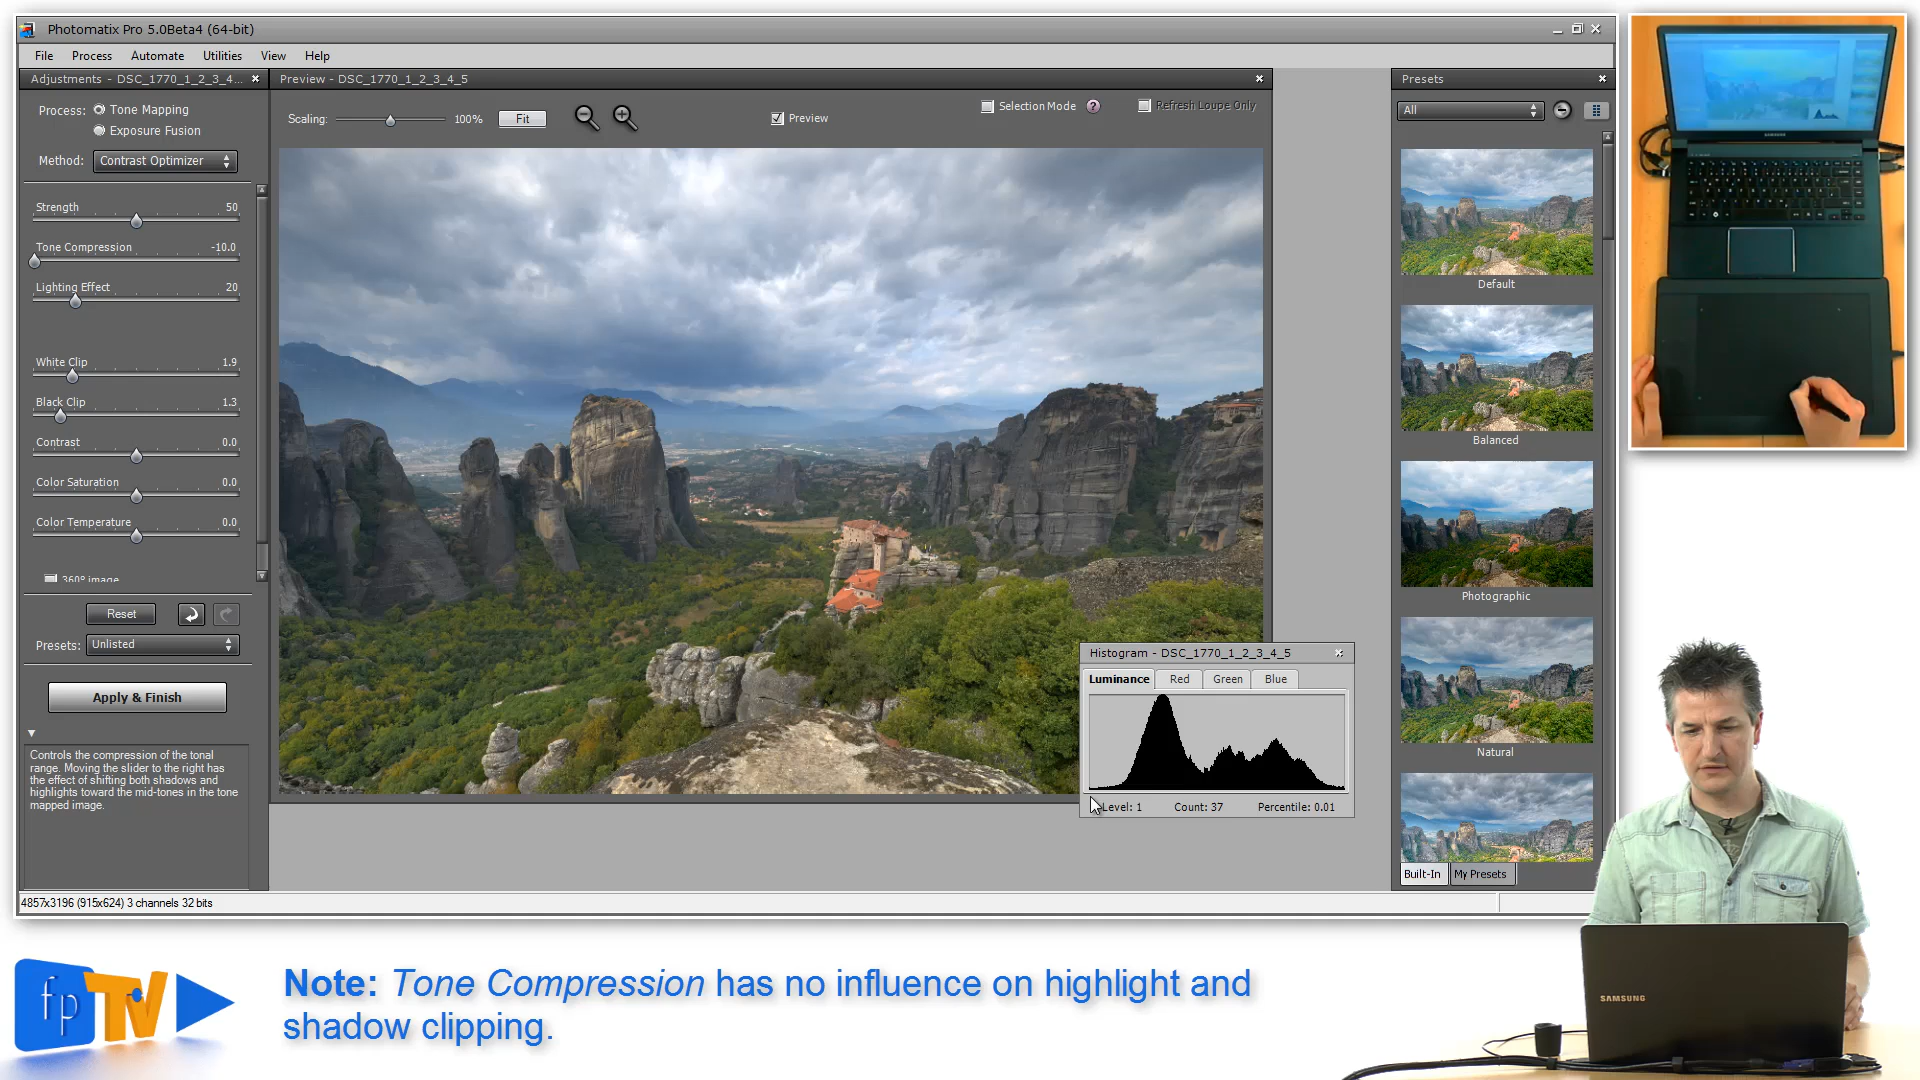 Photomatix Pro 5.0Beta4 (64-bit)
File Process Automate Utilities View Help
Adjustments - DSC_1770_1_2_3_4...
Preview - DSC_1770_1_2_3_4_5
Presets
Process: Tone Mapping
Exposure Fusion
Method: Contrast Optimizer
Scaling: 100% Fit
Preview
Selection Mode ?
Refresh Loupe Only
All
Strength 50
Tone Compression -10.0
Lighting Effect 20
White Clip 1.9
Black Clip 1.3
Contrast 0.0
Color Saturation 0.0
Color Temperature 0.0
360° image
Reset
Presets: Unlisted
Apply & Finish
Controls the compression of the tonal
range. Moving the slider to the right has
the effect of shifting both shadows and
highlights toward the mid-tones in the tone
mapped image.
Default
Balanced
Photographic
Natural
Built-In My Presets
Histogram - DSC_1770_1_2_3_4_5
Luminance Red Green Blue
Level: 1 Count: 37 Percentile: 0.01
4857x3196 (915x624) 3 channels 32 bits
fpTV
Note: Tone Compression has no influence on highlight and
shadow clipping.
SAMSUNG